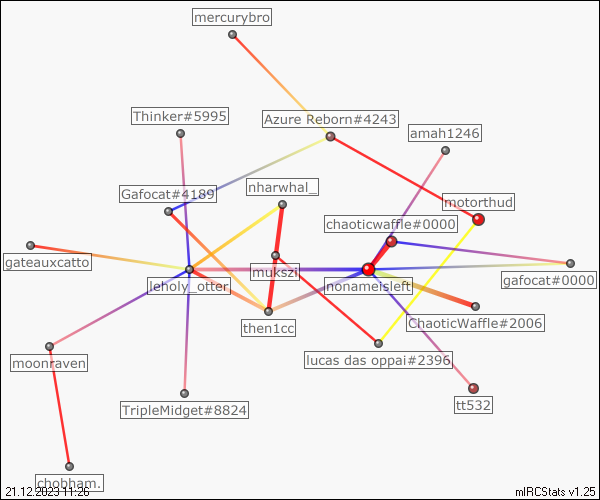 mercurybro
Thinker#5995
Azure Reborn#4243
amah1246
Gafocat#4189
nharwhal_
motorthud
chaoticwaffle#0000
gateauxcatto
leholy_otter
mukszi
nonameisleft
gafocat#0000
then1cc
ChaoticWaffle#2006
moonraven
lucas das oppai#2396
TripleMidget#8824
tt532
chobham.
21.12.2023 11:26
mIRCStats v1.25